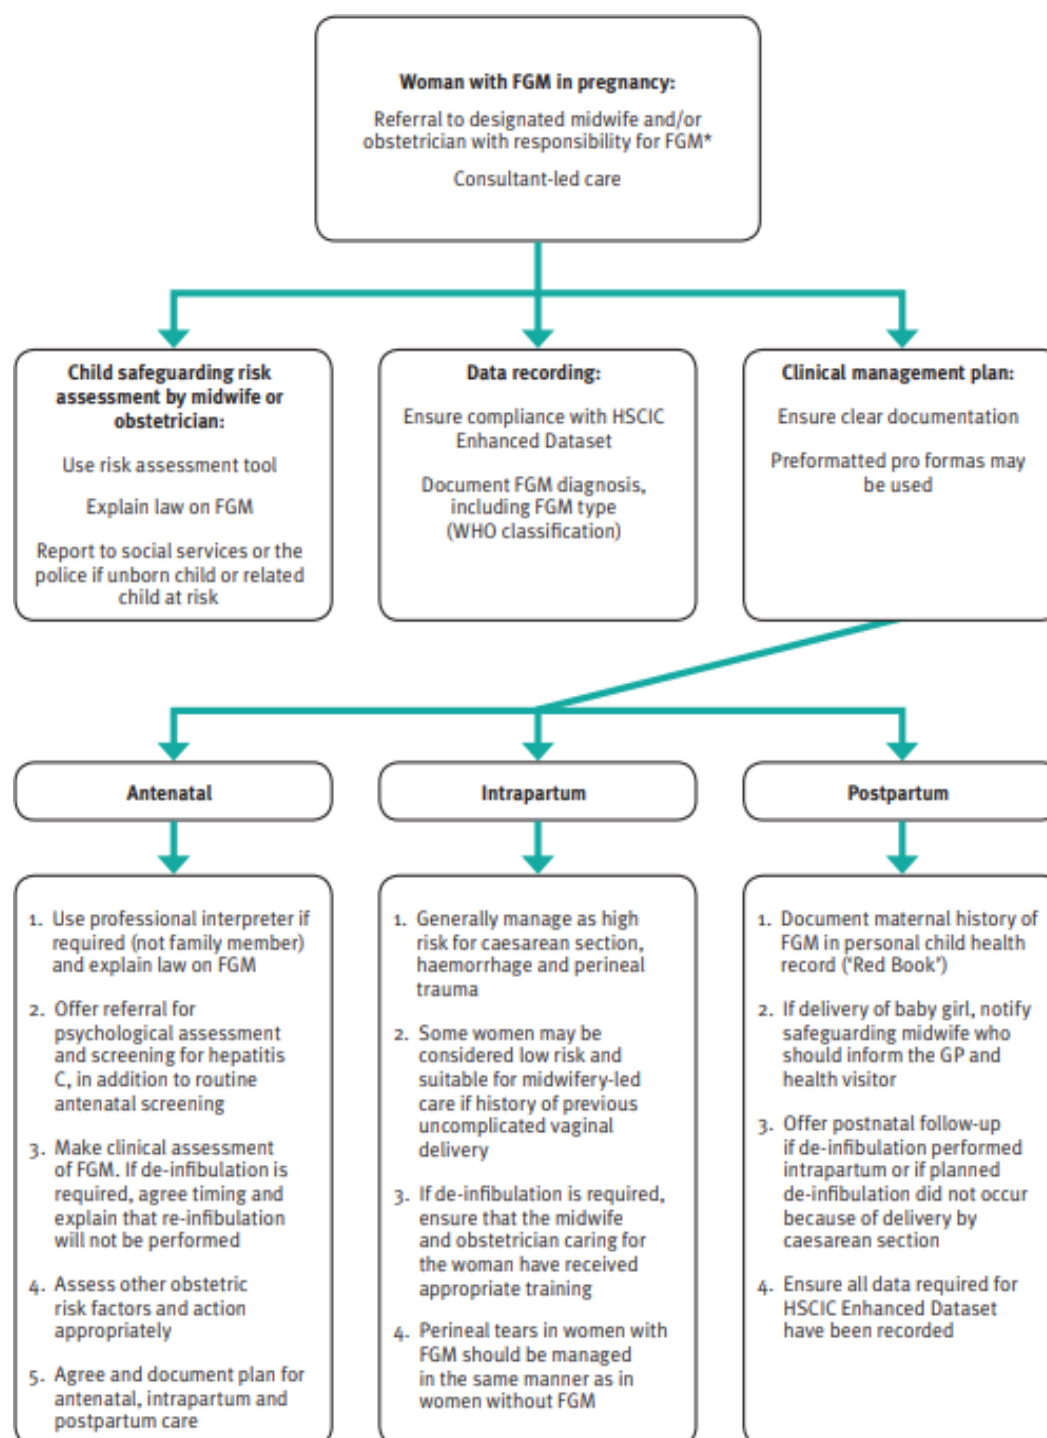 Woman with FGM in pregnancy:
Referral to designated midwife and/or
obstetrician with responsibility for FGM*
Consultant-led care
Child safeguarding risk
assessment by midwife or
obstetrician:
Use risk assessment tool
Explain law on FGM
Report to social services or the
police if unborn child or related
child at risk
Data recording:
Ensure compliance with HSCIC
Enhanced Dataset
Document FGM diagnosis,
including FGM type
(WHO classification)
Clinical management plan:
Ensure clear documentation
Preformatted pro formas may
be used
Antenatal
1. Use professional interpreter if
required (not family member)
and explain law on FGM
2. Offer referral for
psychological assessment
and screening for hepatitis
C, in addition to routine
antenatal screening
3. Make clinical assessment
of FGM. If de-infibulation is
required, agree timing and
explain that re-infibulation
will not be performed
4. Assess other obstetric
risk factors and action
appropriately
5. Agree and document plan for
antenatal, intrapartum and
postpartum care
Intrapartum
1. Generally manage as high
risk for caesarean section,
haemorrhage and perineal
trauma
2. Some women may be
considered low risk and
suitable for midwifery-led
care if history of previous
uncomplicated vaginal
delivery
3. If de-infibulation is required,
ensure that the midwife
and obstetrician caring for
the woman have received
appropriate training
4. Perineal tears in women with
FGM should be managed
in the same manner as in
women without FGM
Postpartum
1. Document maternal history of
FGM in personal child health
record ('Red Book')
2. If delivery of baby girl, notify
safeguarding midwife who
should inform the GP and
health visitor
3. Offer postnatal follow-up
if de-infibulation performed
intrapartum or if planned
de-infibulation did not occur
because of delivery by
caesarean section
4. Ensure all data required for
HSCIC Enhanced Dataset
have been recorded